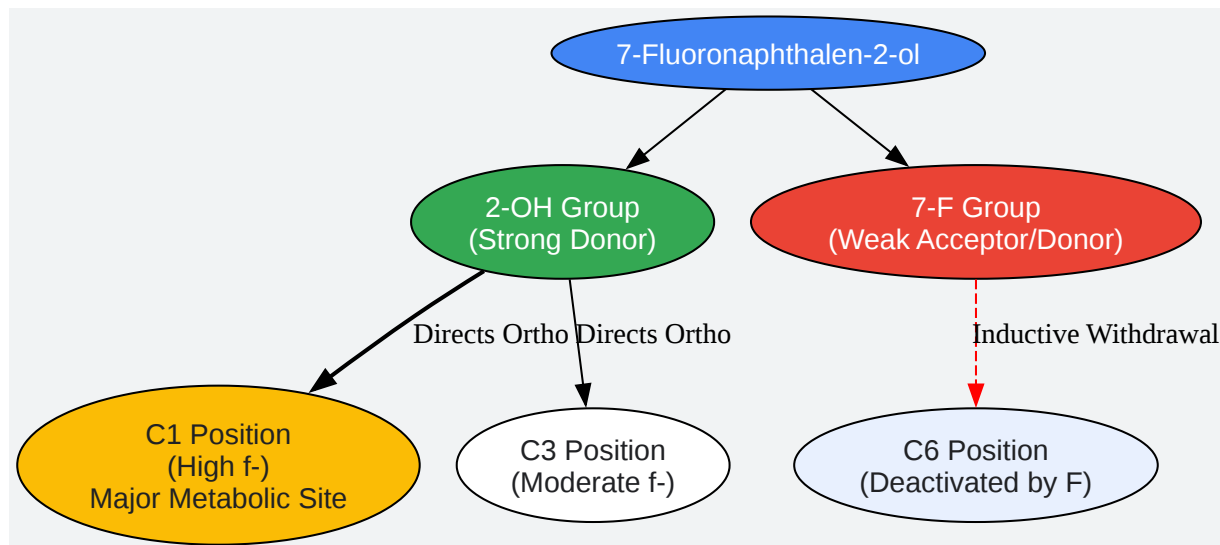 7-Fluoronaphthalen-2-ol
2-OH Group
(Strong Donor)
7-F Group
(Weak Acceptor/Donor)
Directs Ortho
Directs Ortho
Inductive Withdrawal
C1 Position
(High f-)
Major Metabolic Site
C3 Position
(Moderate f-)
C6 Position
(Deactivated by F)